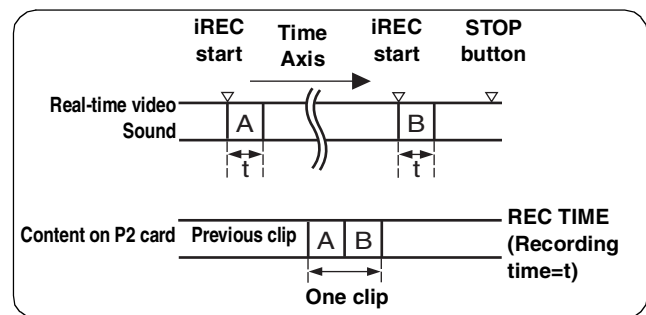 iREC start
Time Axis
iREC start
STOP button
Real-time video
Sound
A
B
t
t
Content on P2 card
Previous clip
A
B
REC TIME
(Recording
time=t)
One clip